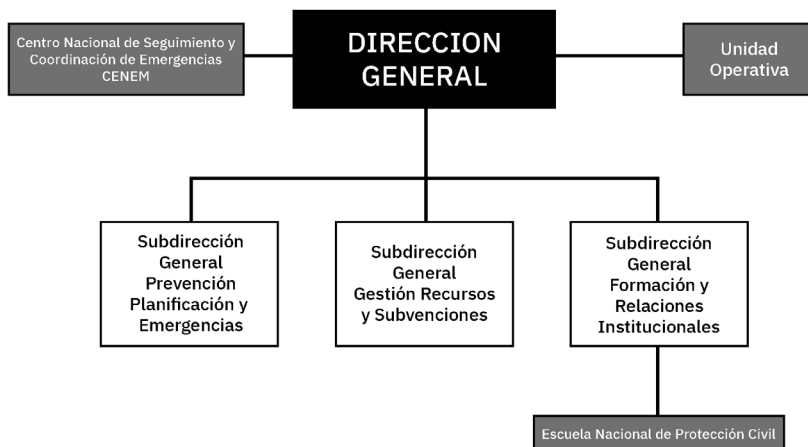 Centro Nacional de Seguimiento y
Coordinación de Emergencias
CENEM
DIRECCION
GENERAL
Unidad
Operativa
Subdirección
General
Prevención
Planificación y
Emergencias
Subdirección
General
Gestión Recursos
y Subvenciones
Subdirección
General
Formación y
Relaciones
Institucionales
Escuela Nacional de Protección Civil